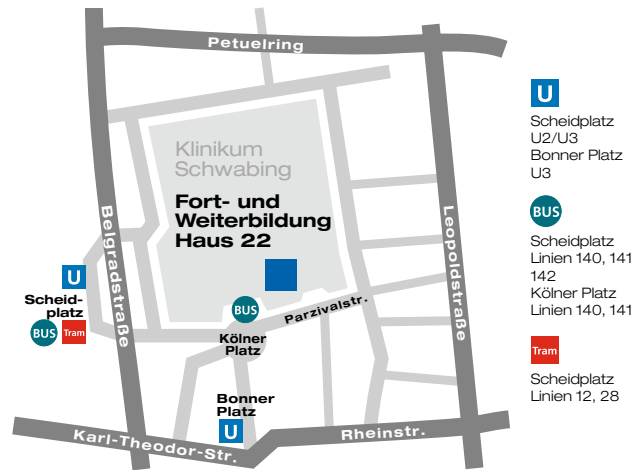 Petuelring
Klinikum
Schwabing
Fort- und
Weiterbildung
Haus 22
Belgradstraße
Leopoldstraße
U
Scheid-
platz
BUS
Tram
BUS
Kölner
Platz
Parzivalstr.
Bonner
Platz
U
Karl-Theodor-Str.
Rheinstr.
U
Scheidplatz
U2/U3
Bonner Platz
U3
BUS
Scheidplatz
Linien 140, 141
142
Kölner Platz
Linien 140, 141
Tram
Scheidplatz
Linien 12, 28